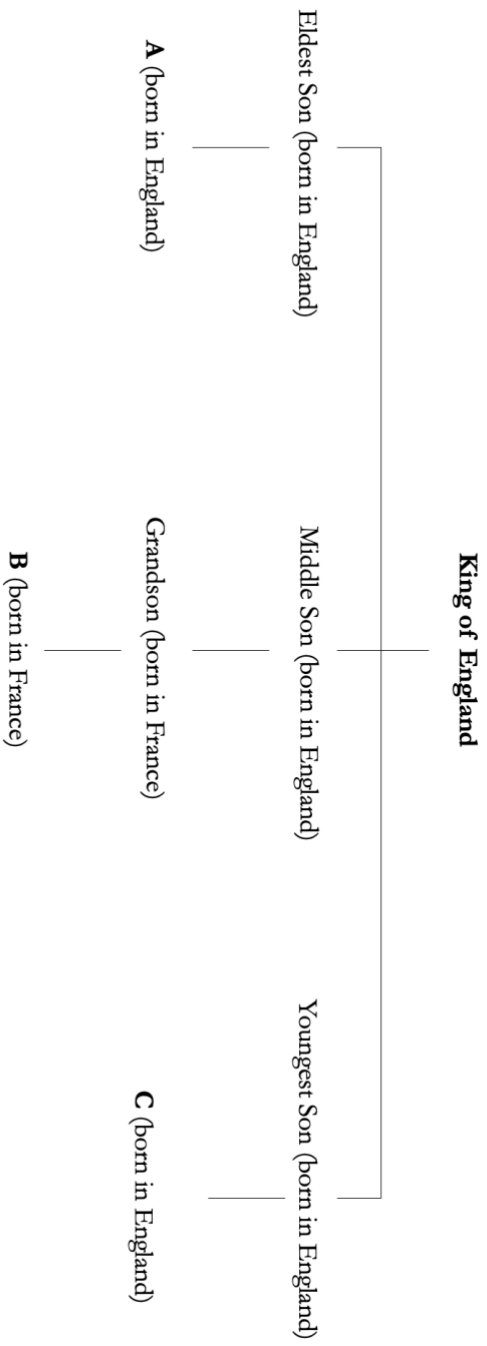 King of England
Eldest Son (born in England)
Middle Son (born in England)
Youngest Son (born in England)
A (born in England)
Grandson (born in France)
C (born in England)
B (born in France)